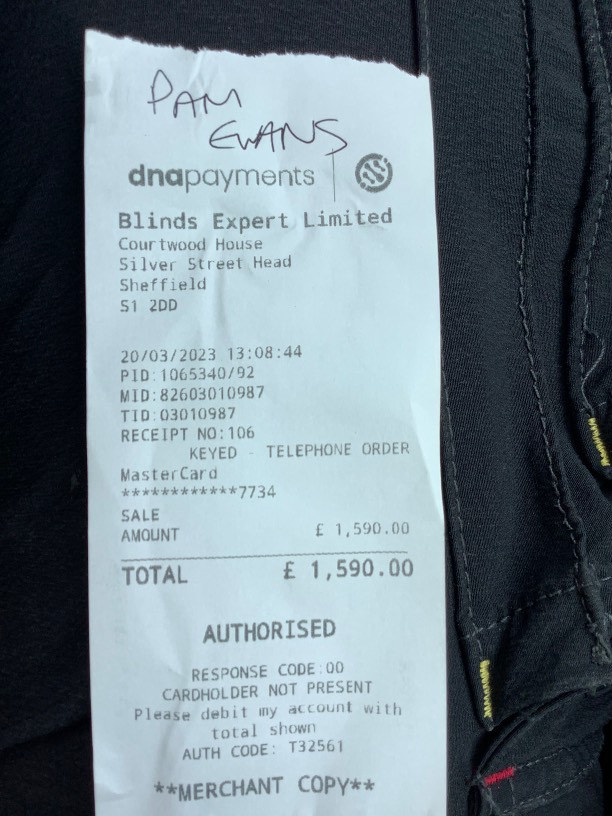 PAM
EVANS
dnapayments
Blinds Expert Limited
Courtwood House
Silver Street Head
Sheffield
S1 2DD
20/03/2023 13:08:44
PID:1065340/92
MID:82603010987
TID:03010987
RECEIPT NO:106
KEYED - TELEPHONE ORDER
MasterCard
************7734
SALE
AMOUNT £ 1,590.00
TOTAL £ 1,590.00
AUTHORISED
RESPONSE CODE:00
CARDHOLDER NOT PRESENT
Please debit my account with
total shown
AUTH CODE: T32561
**MERCHANT COPY**